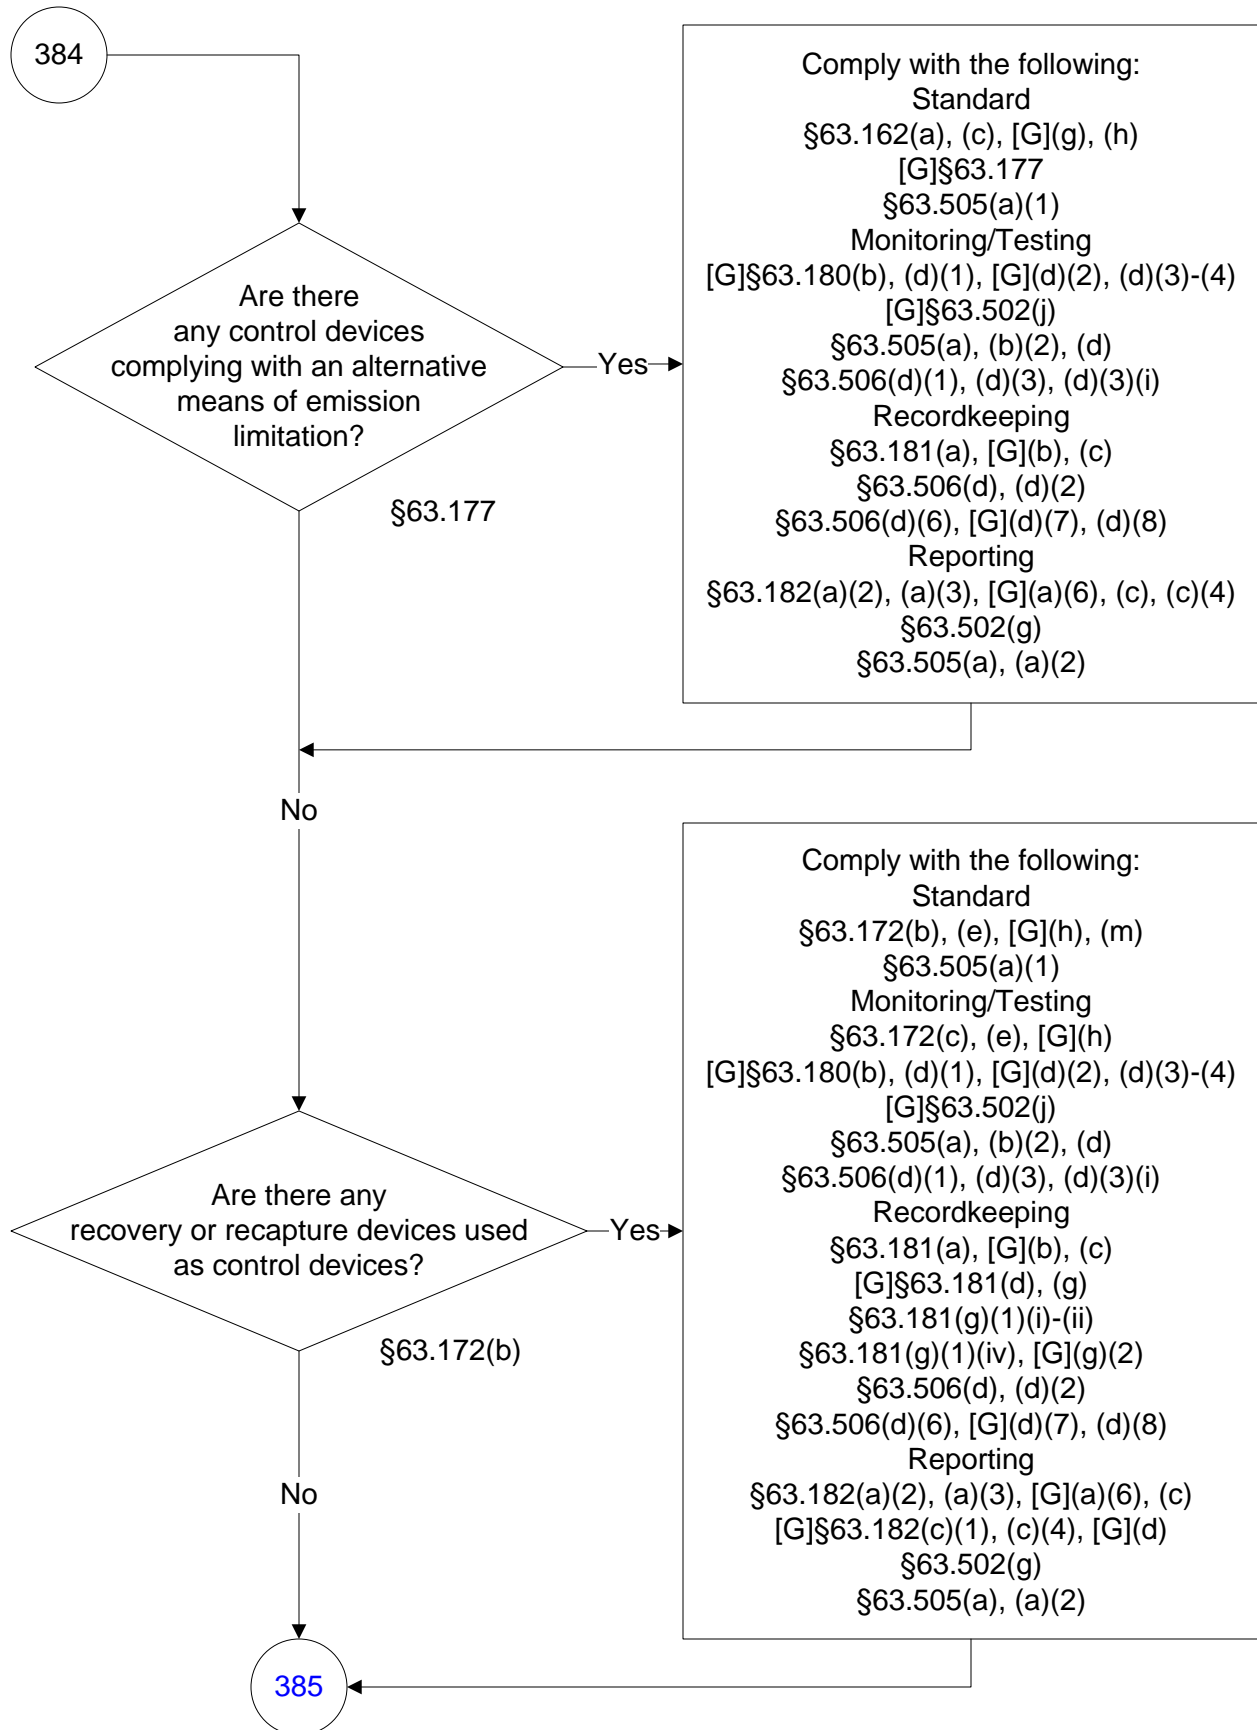 384
Comply with the following:
Standard
§63.162(a), (c), [G](g), (h)
[G]§63.177
§63.505(a)(1)
Monitoring/Testing
[G]§63.180(b), (d)(1), [G](d)(2), (d)(3)-(4)
[G]§63.502(j)
§63.505(a), (b)(2), (d)
§63.506(d)(1), (d)(3), (d)(3)(i)
Recordkeeping
§63.181(a), [G](b), (c)
§63.506(d), (d)(2)
§63.506(d)(6), [G](d)(7), (d)(8)
Reporting
§63.182(a)(2), (a)(3), [G](a)(6), (c), (c)(4)
§63.502(g)
§63.505(a), (a)(2)
Are there
any control devices
complying with an alternative
means of emission
limitation?
Yes
§63.177
No
Comply with the following:
Standard
§63.172(b), (e), [G](h), (m)
§63.505(a)(1)
Monitoring/Testing
§63.172(c), (e), [G](h)
[G]§63.180(b), (d)(1), [G](d)(2), (d)(3)-(4)
[G]§63.502(j)
§63.505(a), (b)(2), (d)
§63.506(d)(1), (d)(3), (d)(3)(i)
Recordkeeping
§63.181(a), [G](b), (c)
[G]§63.181(d), (g)
§63.181(g)(1)(i)-(ii)
§63.181(g)(1)(iv), [G](g)(2)
§63.506(d), (d)(2)
§63.506(d)(6), [G](d)(7), (d)(8)
Reporting
§63.182(a)(2), (a)(3), [G](a)(6), (c)
[G]§63.182(c)(1), (c)(4), [G](d)
§63.502(g)
§63.505(a), (a)(2)
Are there any
recovery or recapture devices used
as control devices?
Yes
§63.172(b)
No
385